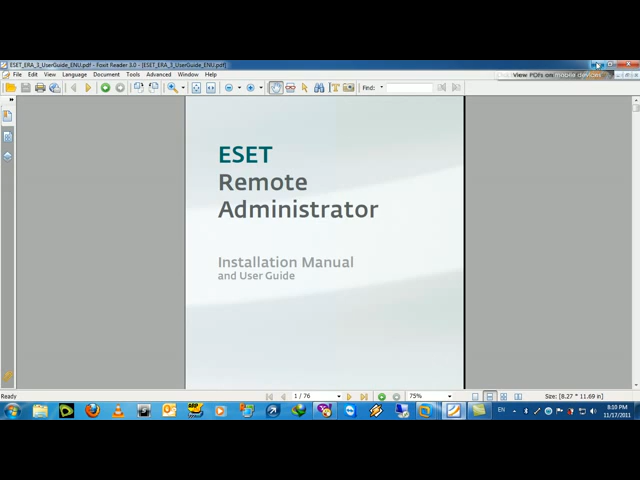 ESET_ERA_3_UserGuide_ENU.pdf - Foxit Reader 3.0 - [ESET_ERA_3_UserGuide_ENU.pdf]
File Edit View Language Document Tools Advanced Window Help
View PDFs on mobile devices
Find:
ESET
Remote
Administrator
Installation Manual
and User Guide
Ready
1 / 76
75%
Size: [8.27 * 11.69 in]
EN
8:10 PM
11/17/2011